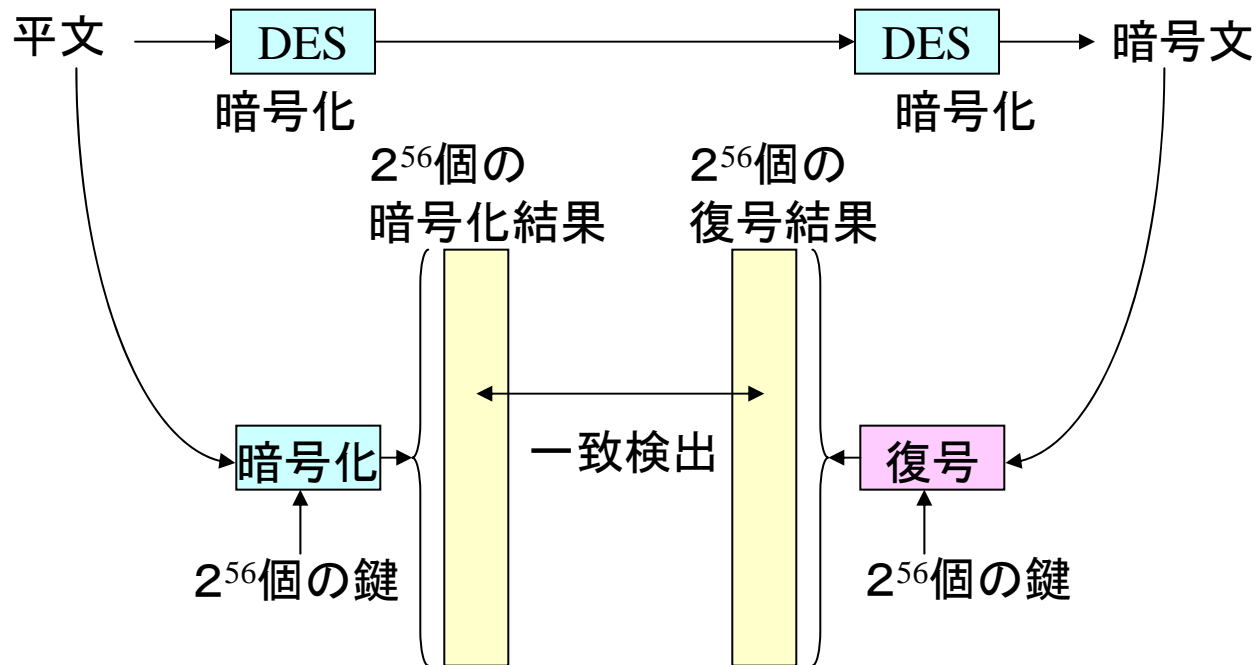 平文
DES
DES
暗号文
暗号化
暗号化
2⁵⁶個の
暗号化結果
2⁵⁶個の
復号結果
一致検出
暗号化
復号
2⁵⁶個の鍵
2⁵⁶個の鍵